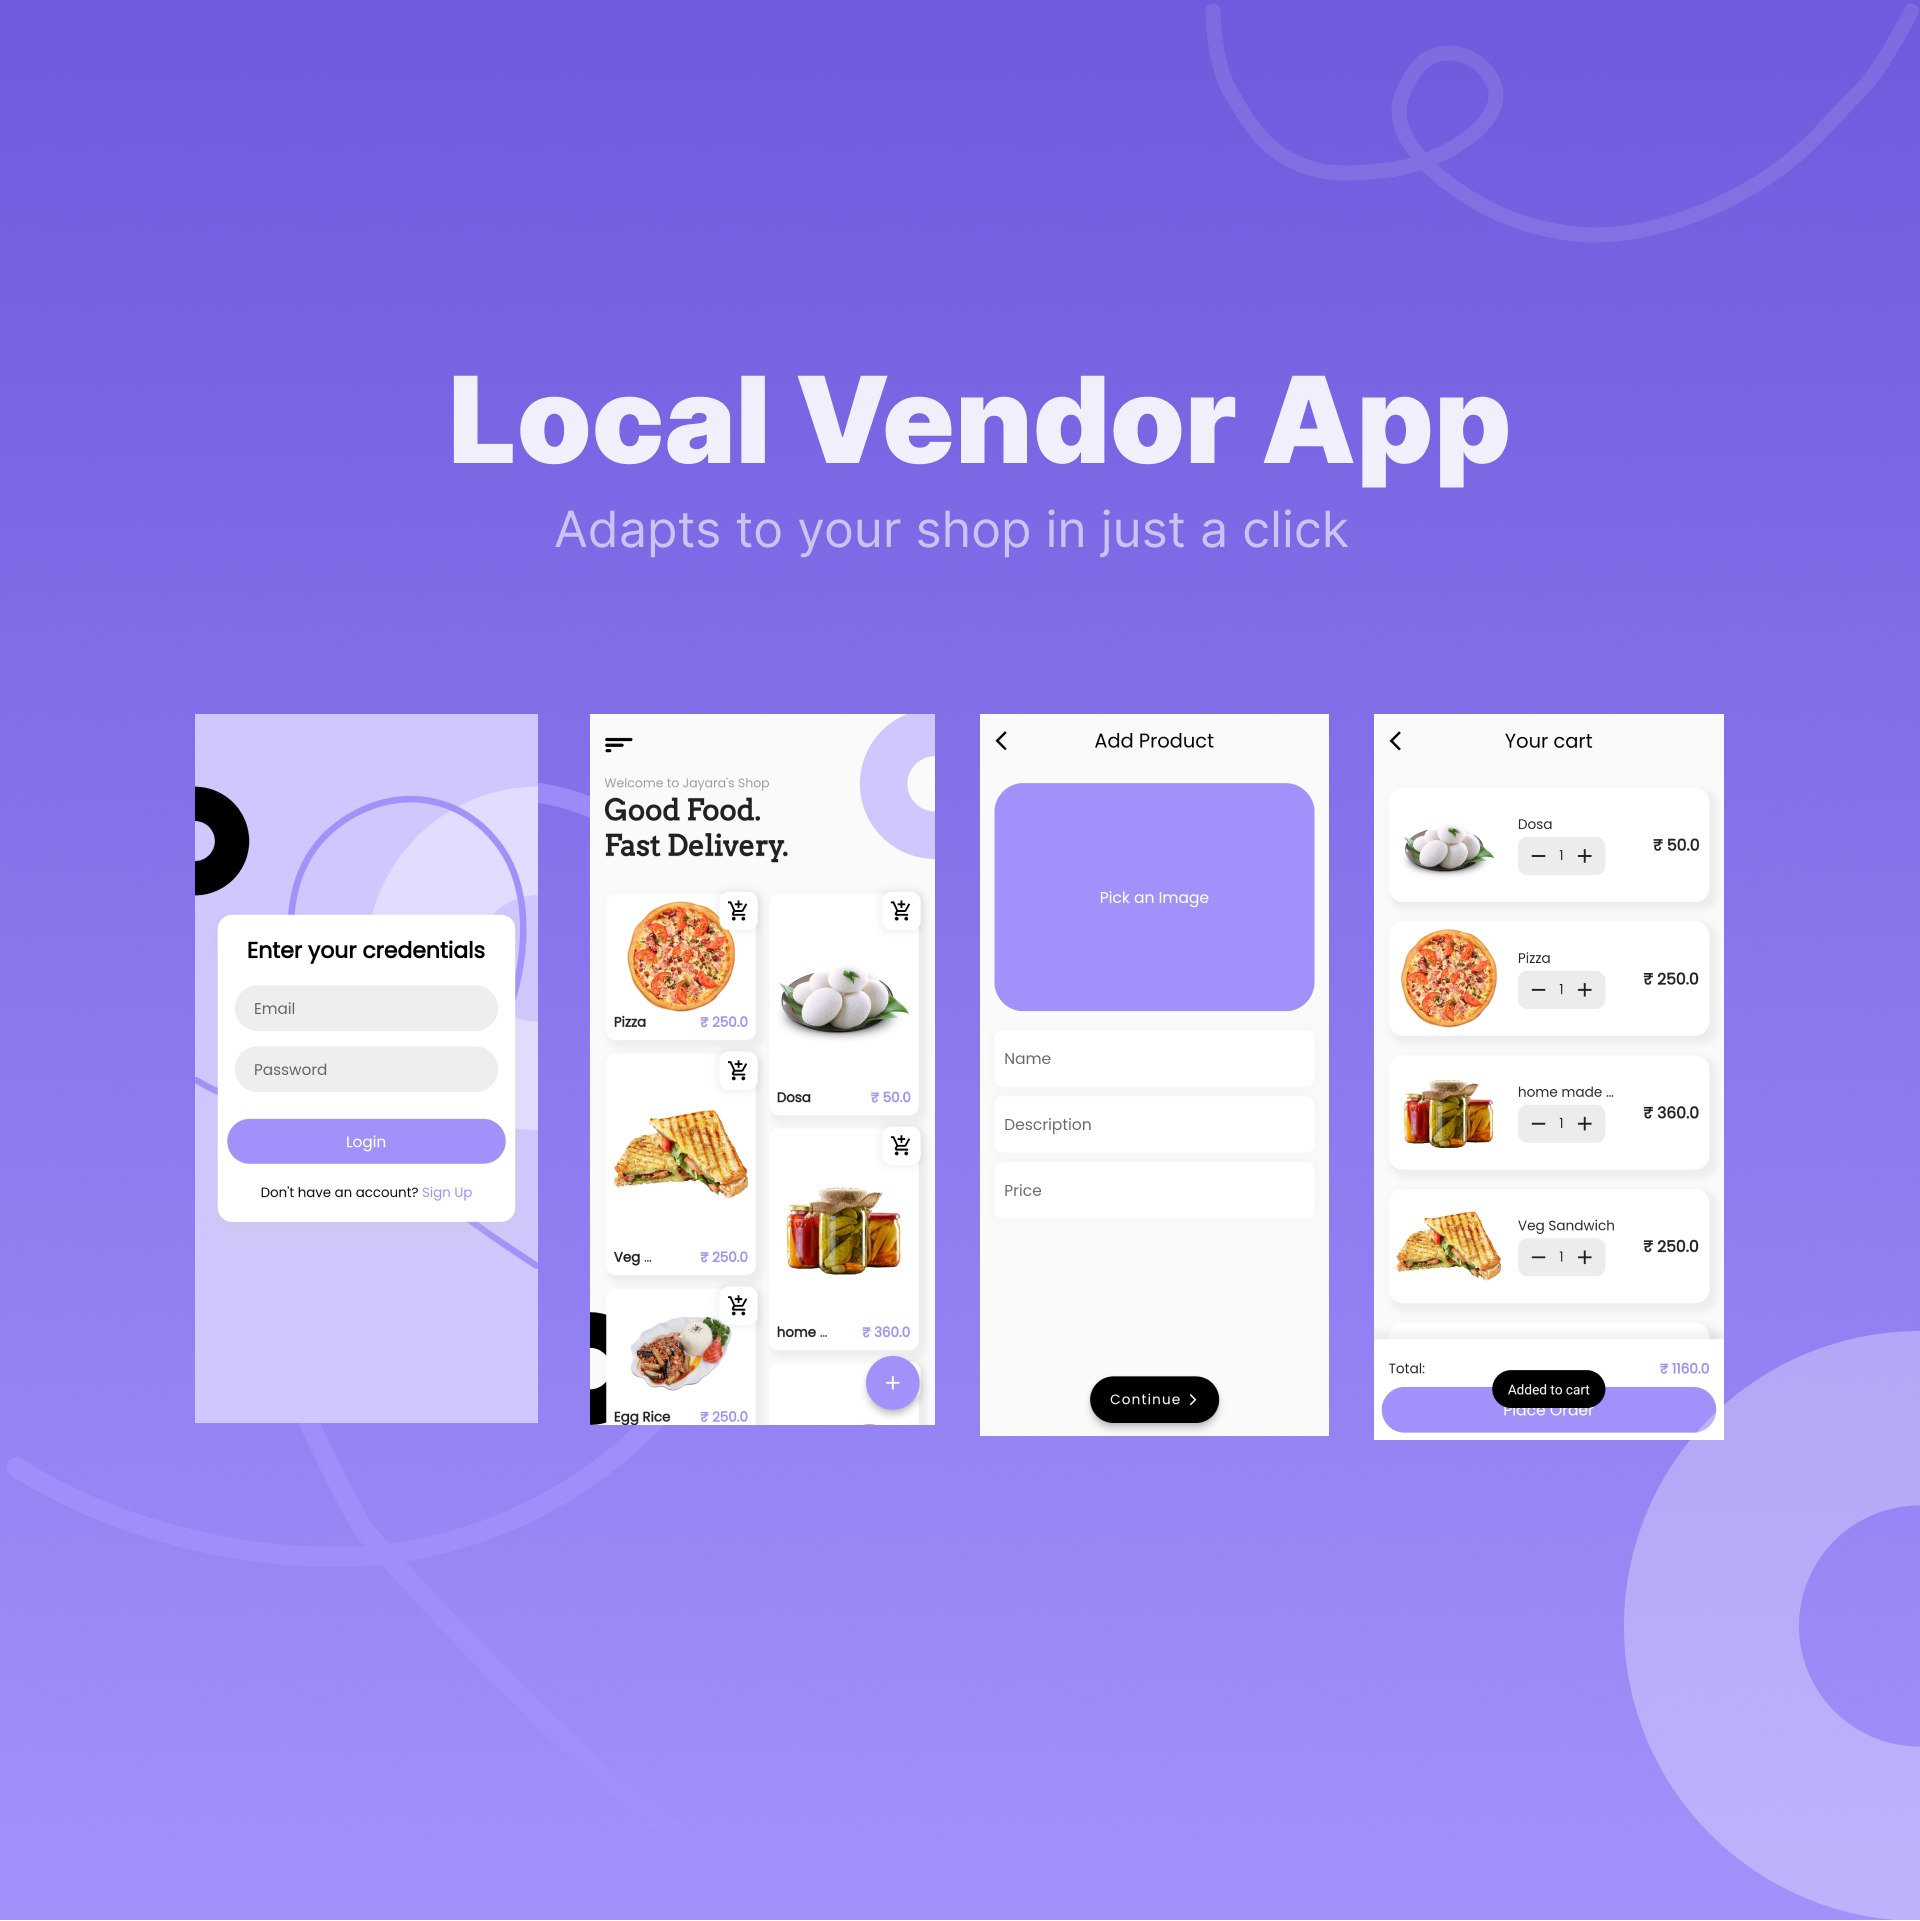 Local Vendor App
Adapts to your shop in just a click
Enter your credentials
Email
Password
Login
Don't have an account? Sign Up
Welcome to Jayara's Shop
Good Food.
Fast Delivery.
Pizza ₹ 250.0
Dosa ₹ 50.0
Veg ... ₹ 250.0
home ... ₹ 360.0
Egg Rice ₹ 250.0
+
Add Product
Pick an Image
Name
Description
Price
Continue
Your cart
Dosa
1
₹ 50.0
Pizza
1
₹ 250.0
home made ...
1
₹ 360.0
Veg Sandwich
1
₹ 250.0
Total: ₹ 1160.0
Added to cart
Place Order